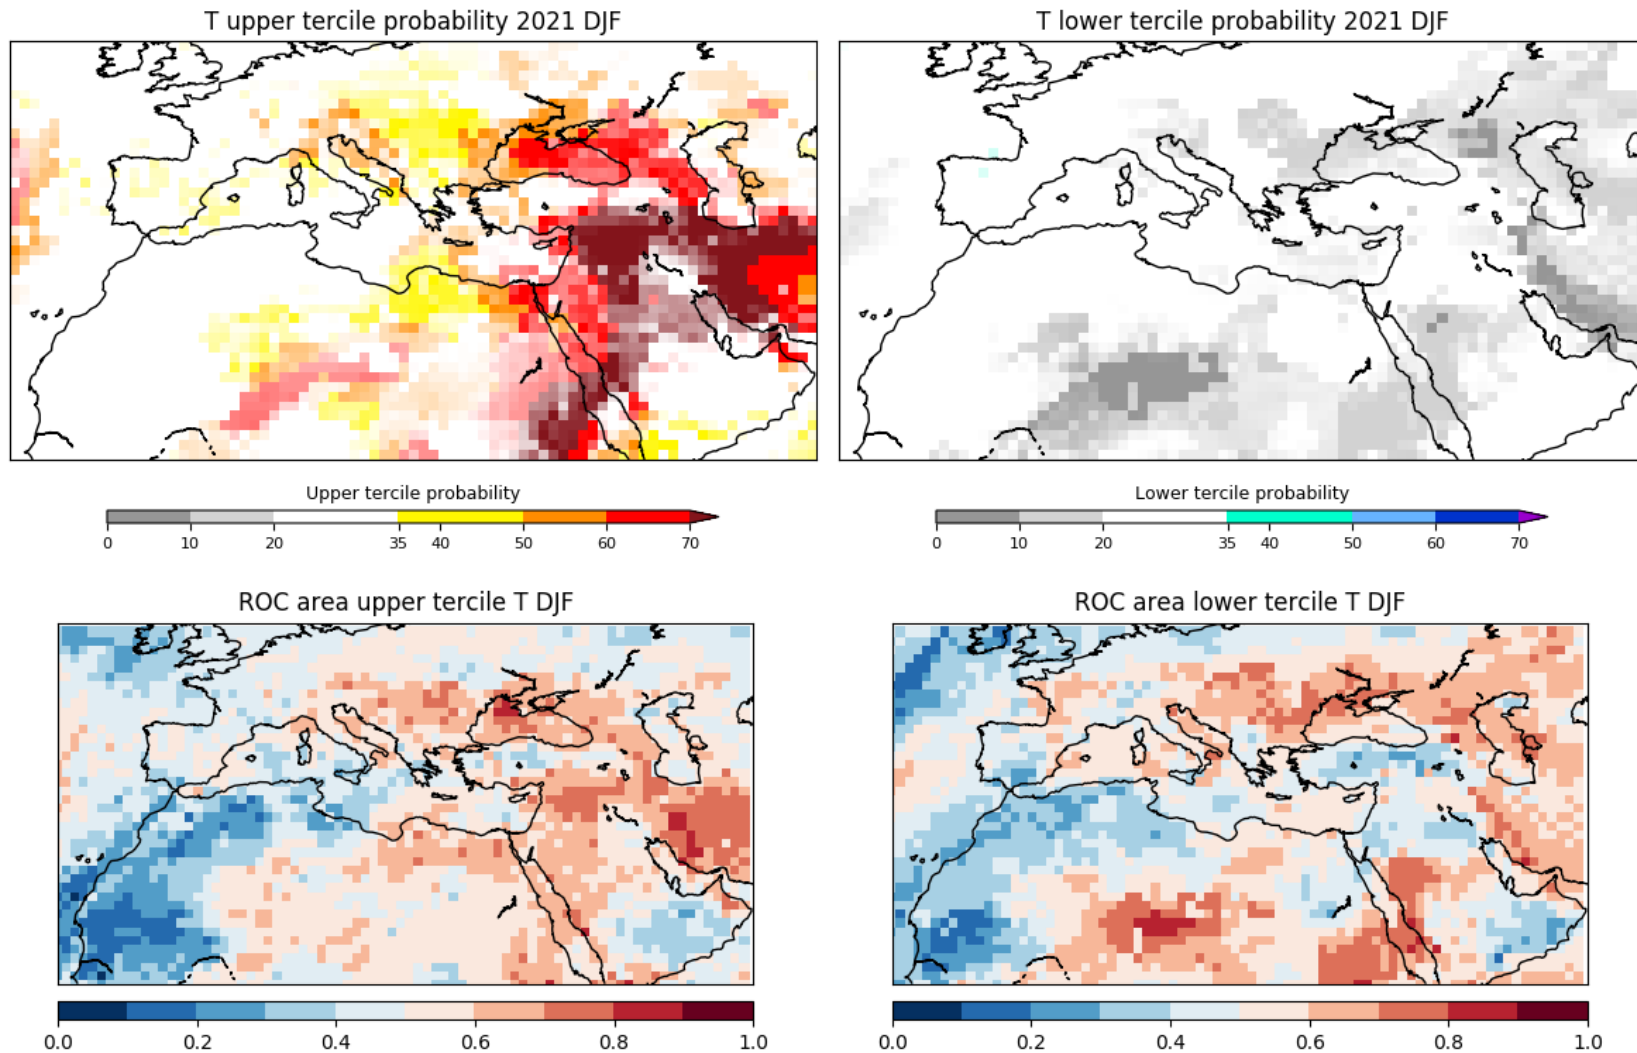 T upper tercile probability 2021 DJF
T lower tercile probability 2021 DJF
Upper tercile probability
0 10 20 35 40 50 60 70
Lower tercile probability
0 10 20 35 40 50 60 70
ROC area upper tercile T DJF
ROC area lower tercile T DJF
0.0 0.2 0.4 0.6 0.8 1.0
0.0 0.2 0.4 0.6 0.8 1.0